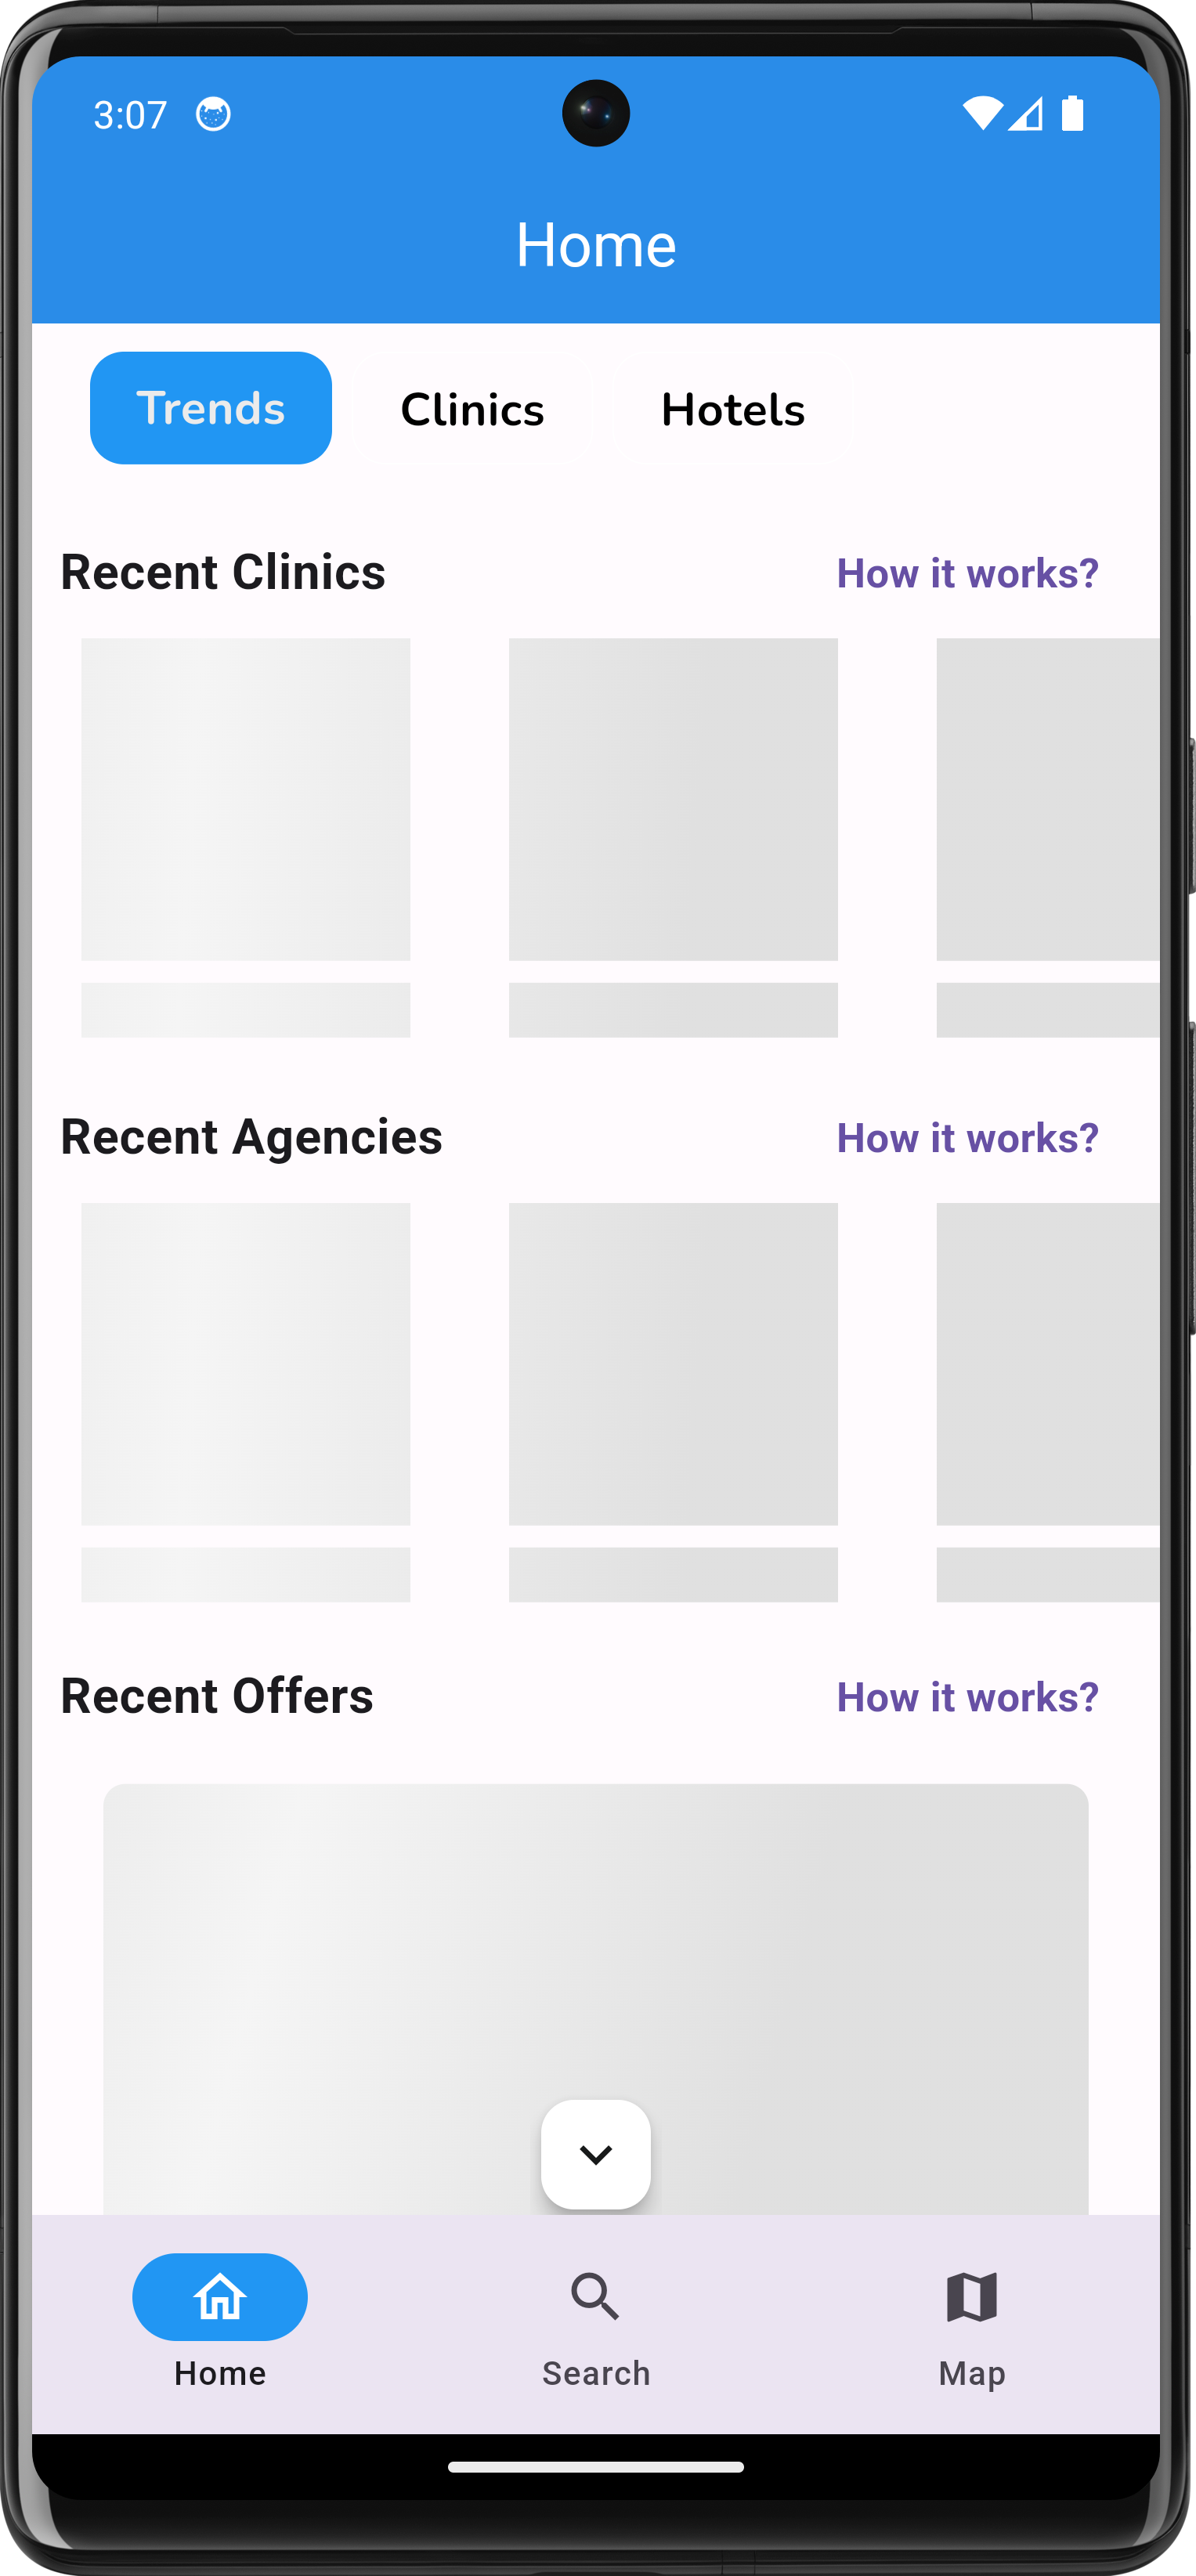 3:07
Home
Trends Clinics Hotels
Recent Clinics How it works?
Recent Agencies How it works?
Recent Offers How it works?
Home Search Map